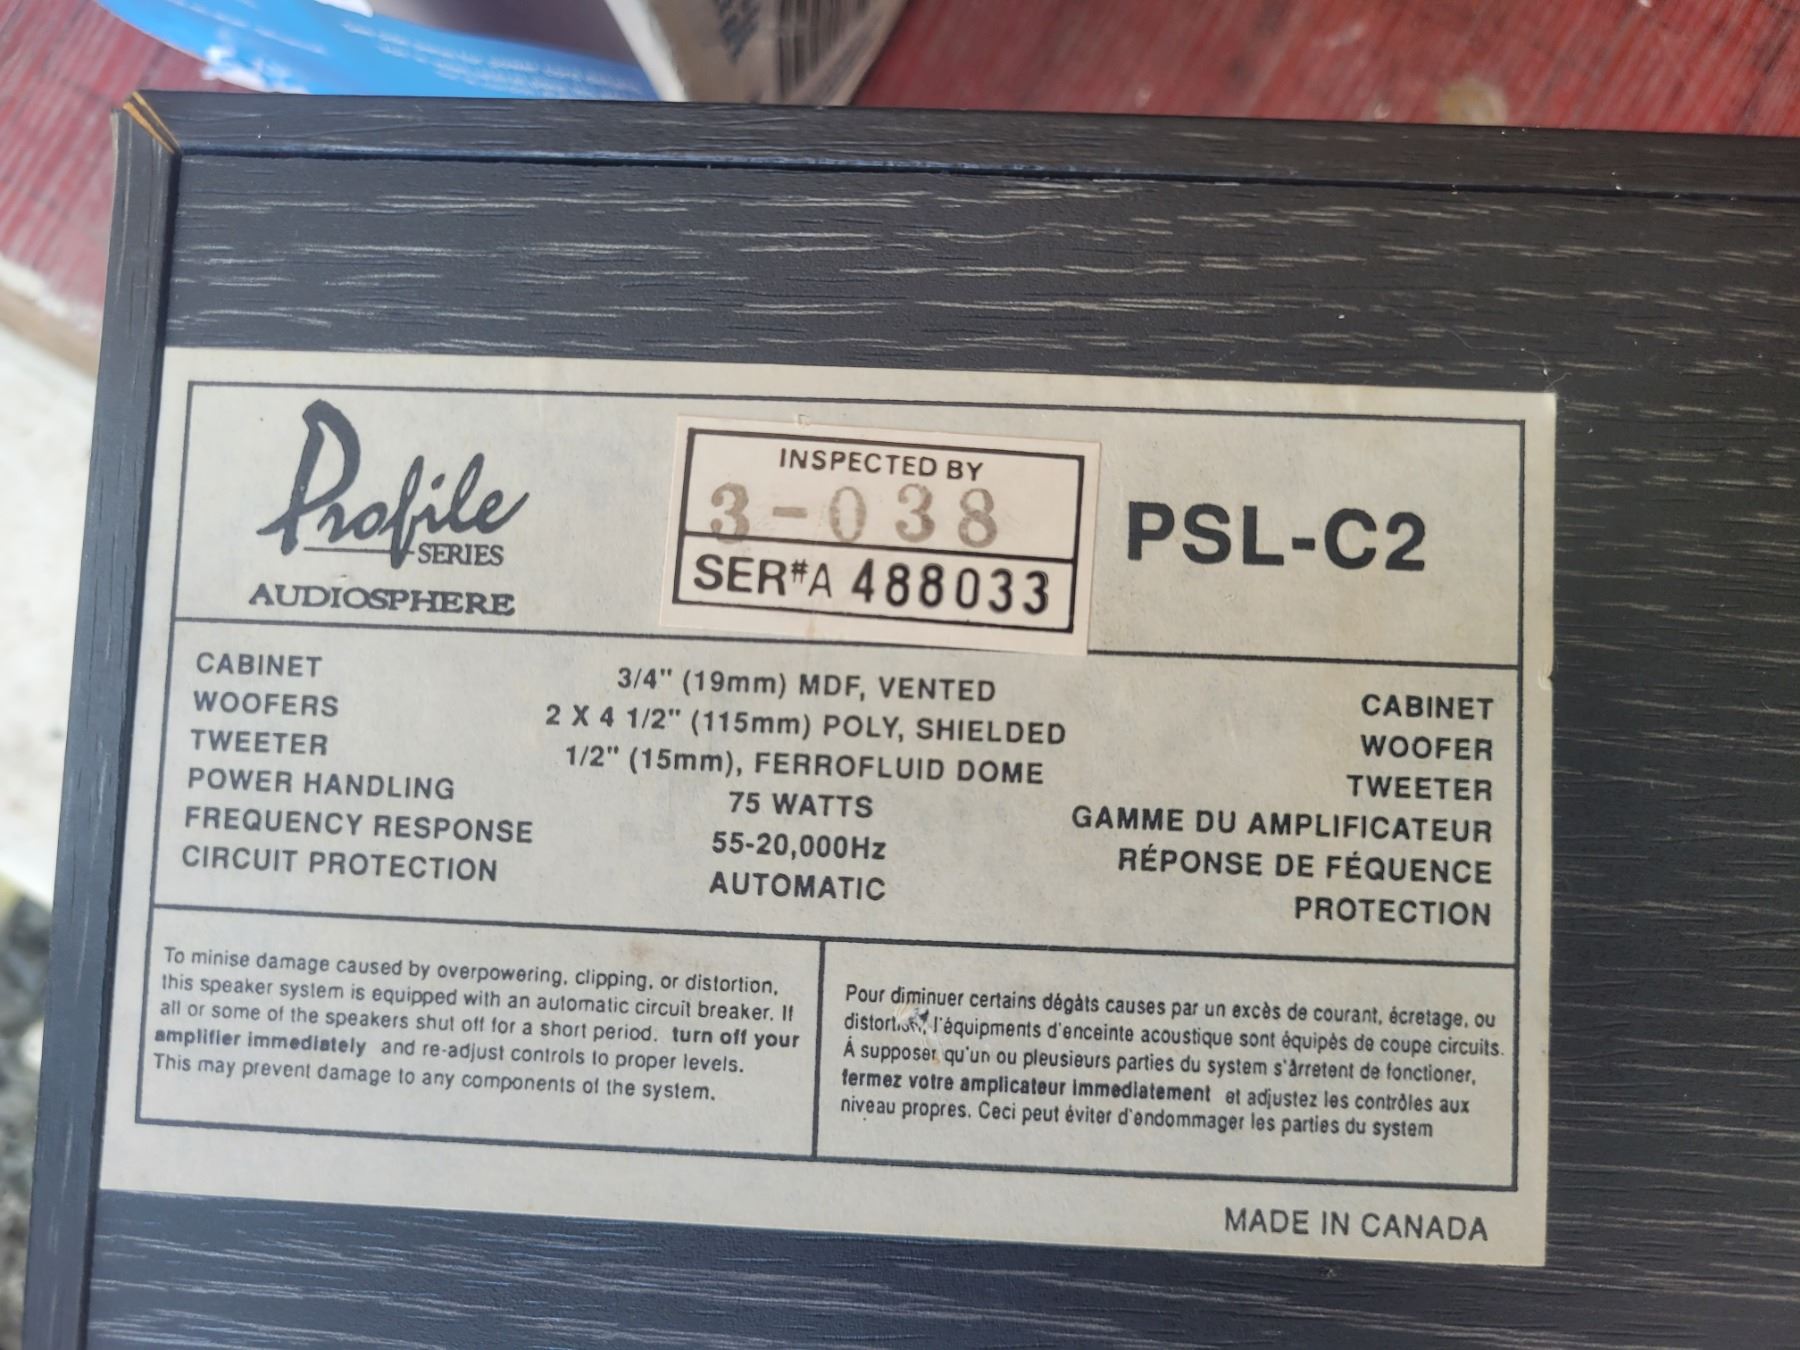 Profile
SERIES
AUDIOSPHERE
INSPECTED BY
3-038
SER#A 488033
PSL-C2
CABINET 3/4" (19mm) MDF, VENTED CABINET
WOOFERS 2 X 4 1/2" (115mm) POLY, SHIELDED WOOFER
TWEETER 1/2" (15mm), FERROFLUID DOME TWEETER
POWER HANDLING 75 WATTS GAMME DU AMPLIFICATEUR
FREQUENCY RESPONSE 55-20,000Hz RÉPONSE DE FÉQUENCE
CIRCUIT PROTECTION AUTOMATIC PROTECTION
To minise damage caused by overpowering, clipping, or distortion,
this speaker system is equipped with an automatic circuit breaker. If
all or some of the speakers shut off for a short period. turn off your
amplifier immediately and re-adjust controls to proper levels.
This may prevent damage to any components of the system.
Pour diminuer certains dégâts causes par un excès de courant, écretage, ou
distortion, l'équipments d'enceinte acoustique sont équipès de coupe circuits.
À supposer qu'un ou pleusieurs parties du system s'àrretent de fonctioner,
fermez votre amplicateur immediatement et adjustez les contrôles aux
niveau propres. Ceci peut éviter d'endommager les parties du system
MADE IN CANADA